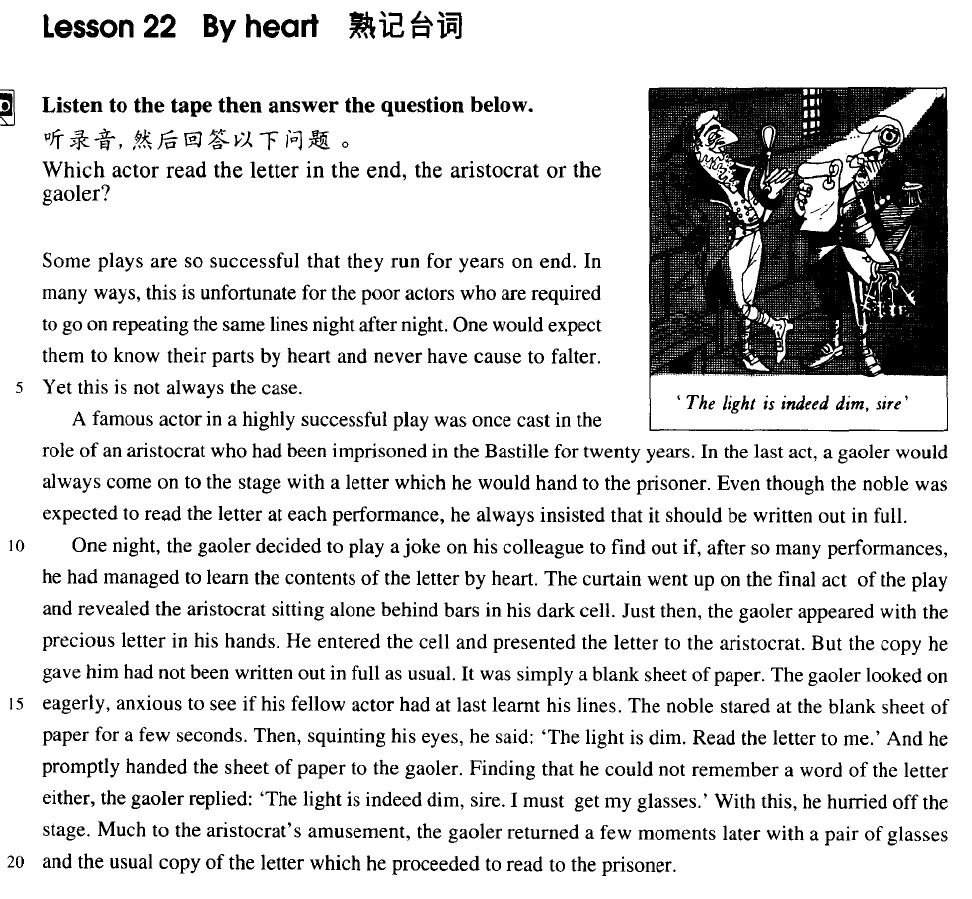 Lesson 22 By heart 熟记台词
Listen to the tape then answer the question below.
听录音，然后回答以下问题。
Which actor read the letter in the end, the aristocrat or the
gaoler?
Some plays are so successful that they run for years on end. In
many ways, this is unfortunate for the poor actors who are required
to go on repeating the same lines night after night. One would expect
them to know their parts by heart and never have cause to falter.
5 Yet this is not always the case.
A famous actor in a highly successful play was once cast in the
'The light is indeed dim, sire'
role of an aristocrat who had been imprisoned in the Bastille for twenty years. In the last act, a gaoler would
always come on to the stage with a letter which he would hand to the prisoner. Even though the noble was
expected to read the letter at each performance, he always insisted that it should be written out in full.
10 One night, the gaoler decided to play a joke on his colleague to find out if, after so many performances,
he had managed to learn the contents of the letter by heart. The curtain went up on the final act of the play
and revealed the aristocrat sitting alone behind bars in his dark cell. Just then, the gaoler appeared with the
precious letter in his hands. He entered the cell and presented the letter to the aristocrat. But the copy he
gave him had not been written out in full as usual. It was simply a blank sheet of paper. The gaoler looked on
15 eagerly, anxious to see if his fellow actor had at last learnt his lines. The noble stared at the blank sheet of
paper for a few seconds. Then, squinting his eyes, he said: 'The light is dim. Read the letter to me.' And he
promptly handed the sheet of paper to the gaoler. Finding that he could not remember a word of the letter
either, the gaoler replied: 'The light is indeed dim, sire. I must get my glasses.' With this, he hurried off the
stage. Much to the aristocrat's amusement, the gaoler returned a few moments later with a pair of glasses
20 and the usual copy of the letter which he proceeded to read to the prisoner.